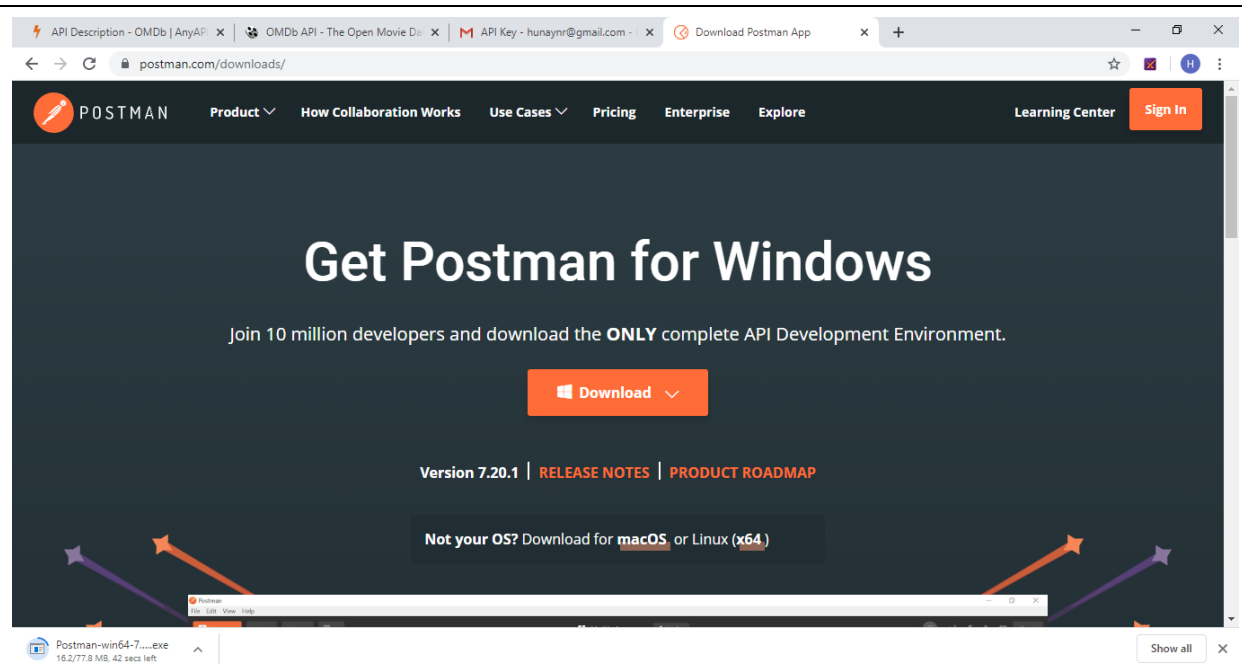 API Description - OMDb | AnyAP
OMDb API - The Open Movie Da
API Key - hunaynr@gmail.com -
Download Postman App
postman.com/downloads/
H
POSTMAN
Product
How Collaboration Works
Use Cases
Pricing
Enterprise
Explore
Learning Center
Sign In
Get Postman for Windows
Join 10 million developers and download the ONLY complete API Development Environment.
Download
Version 7.20.1 | RELEASE NOTES | PRODUCT ROADMAP
Not your OS? Download for macOS or Linux (x64)
Postman
File Edit View Help
Postman-win64-7.....exe
16.2/77.8 MB, 42 secs left
Show all